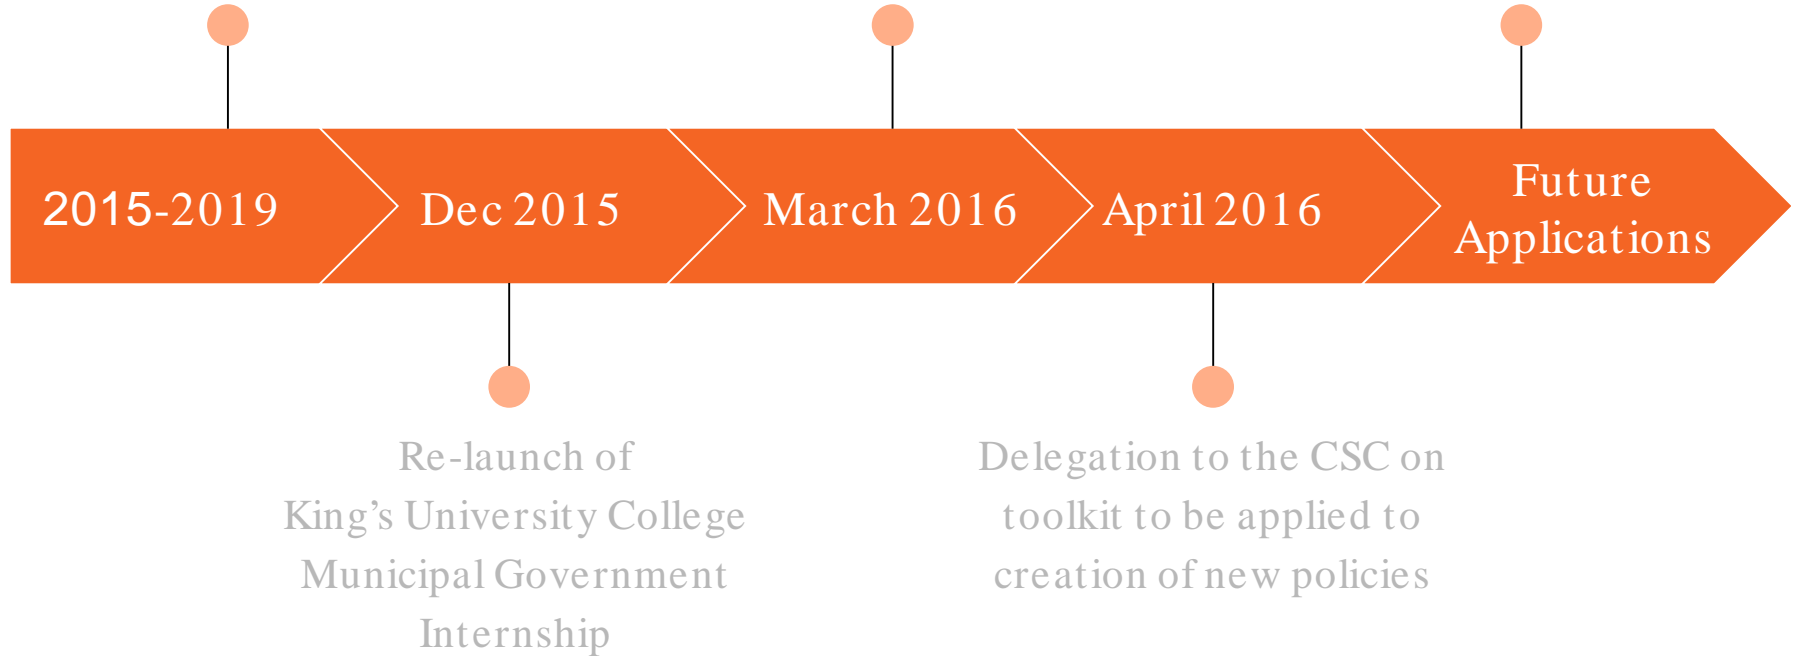 2015-2019
Dec 2015
March 2016
April 2016
Future
Applications
Re-launch of
King's University College
Municipal Government
Internship
Delegation to the CSC on
toolkit to be applied to
creation of new policies